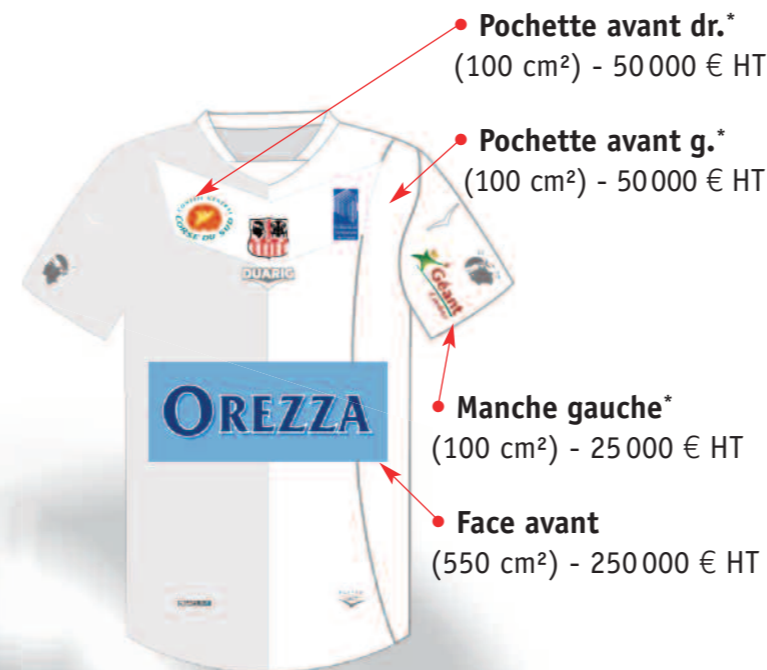 Pochette avant dr.*
(100 cm²) - 50 000 € HT
Pochette avant g.*
(100 cm²) - 50 000 € HT
CORSE DU SUD
DUARIG
Géant
OREZZA
Manche gauche*
(100 cm²) - 25 000 € HT
Face avant
(550 cm²) - 250 000 € HT